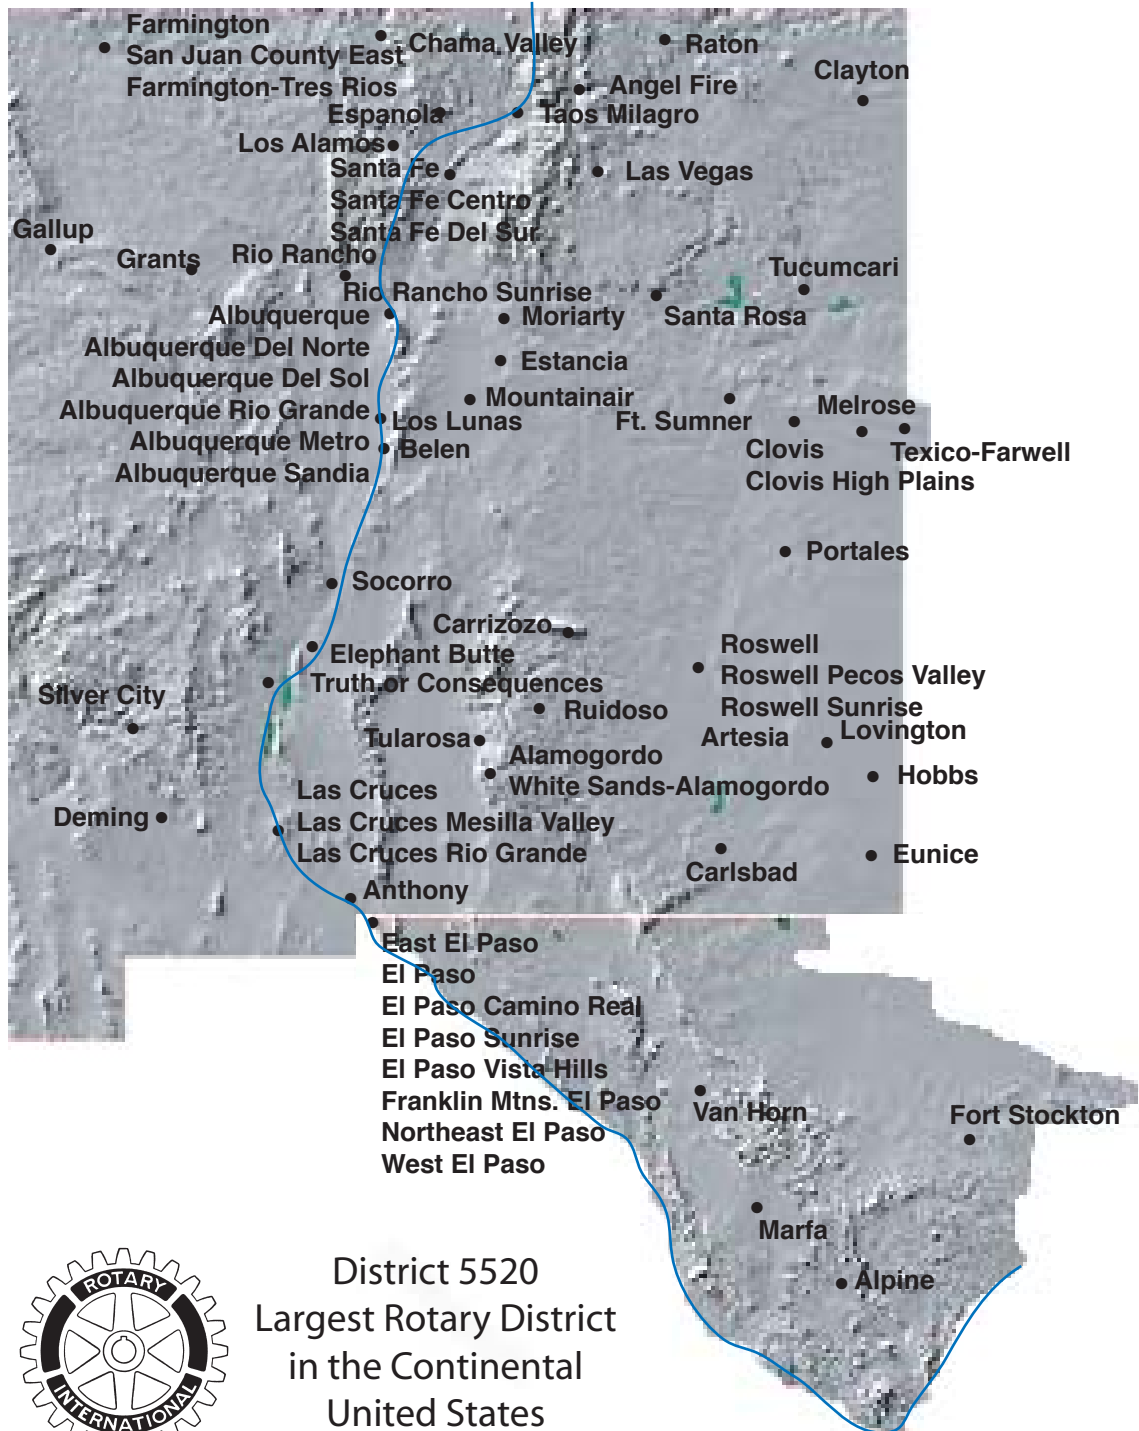 Farmington
San Juan County East
Farmington-Tres Rios
Chama Valley
Raton
Clayton
Angel Fire
Espanola
Taos Milagro
Los Alamos
Santa Fe
Santa Fe Centro
Santa Fe Del Sur
Las Vegas
Gallup
Grants
Rio Rancho
Rio Rancho Sunrise
Tucumcari
Santa Rosa
Albuquerque
Albuquerque Del Norte
Albuquerque Del Sol
Albuquerque Rio Grande
Albuquerque Metro
Albuquerque Sandia
Moriarty
Estancia
Mountainair
Los Lunas
Belen
Ft. Sumner
Melrose
Clovis
Clovis High Plains
Texico-Farwell
Portales
Socorro
Carrizozo
Elephant Butte
Truth or Consequences
Silver City
Roswell
Roswell Pecos Valley
Roswell Sunrise
Ruidoso
Artesia
Lovington
Tularosa
Alamogordo
White Sands-Alamogordo
Hobbs
Las Cruces
Las Cruces Mesilla Valley
Las Cruces Rio Grande
Deming
Carlsbad
Eunice
Anthony
East El Paso
El Paso
El Paso Camino Real
El Paso Sunrise
El Paso Vista Hills
Franklin Mtns. El Paso
Northeast El Paso
West El Paso
Van Horn
Fort Stockton
Marfa
Alpine
ROTARY
INTERNATIONAL
District 5520
Largest Rotary District
in the Continental
United States